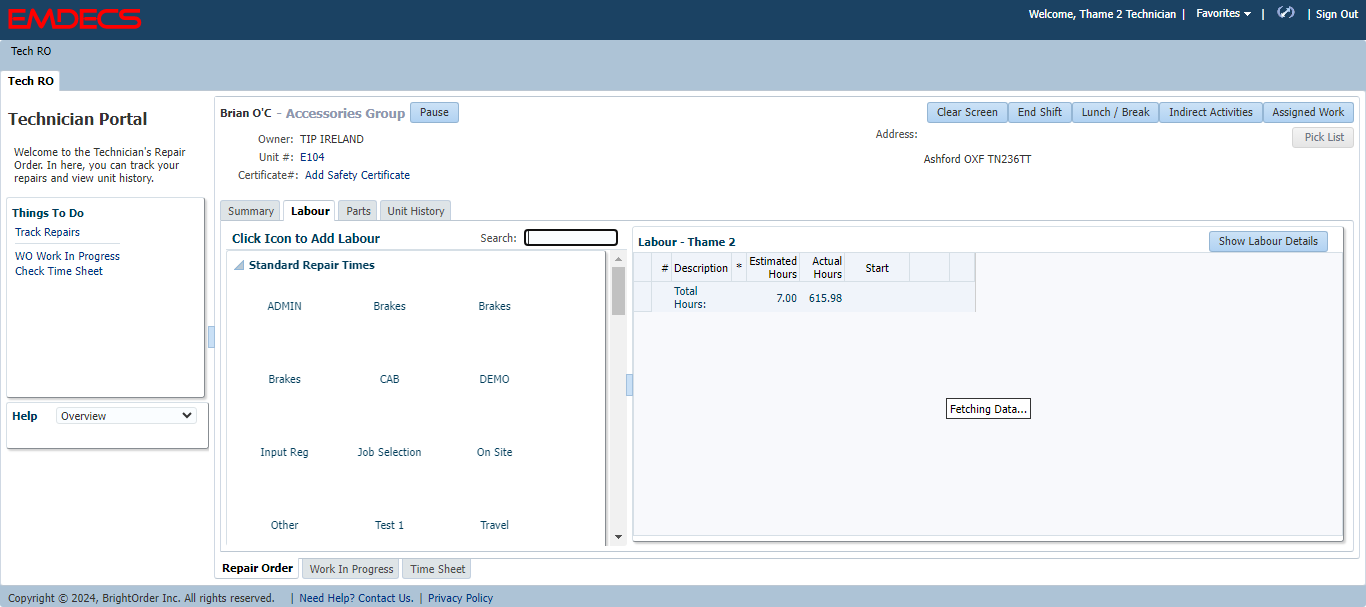 EMDECS
Welcome, Thame 2 Technician | Favorites | | Sign Out
Tech RO
Tech RO
Technician Portal
Welcome to the Technician's Repair
Order. In here, you can track your
repairs and view unit history.
Things To Do
Track Repairs
WO Work In Progress
Check Time Sheet
Help Overview
Brian O'C - Accessories Group Pause
Clear Screen End Shift Lunch / Break Indirect Activities Assigned Work
Owner: TIP IRELAND
Unit #: E104
Certificate#: Add Safety Certificate
Address:
Pick List
Ashford OXF TN236TT
Summary Labour Parts Unit History
Click Icon to Add Labour Search:
Standard Repair Times
ADMIN Brakes Brakes
Brakes CAB DEMO
Input Reg Job Selection On Site
Other Test 1 Travel
Labour - Thame 2 Show Labour Details
# Description * Estimated Hours Actual Hours Start
Total Hours: 7.00 615.98
Fetching Data...
Repair Order Work In Progress Time Sheet
Copyright © 2024, BrightOrder Inc. All rights reserved. | Need Help? Contact Us. | Privacy Policy